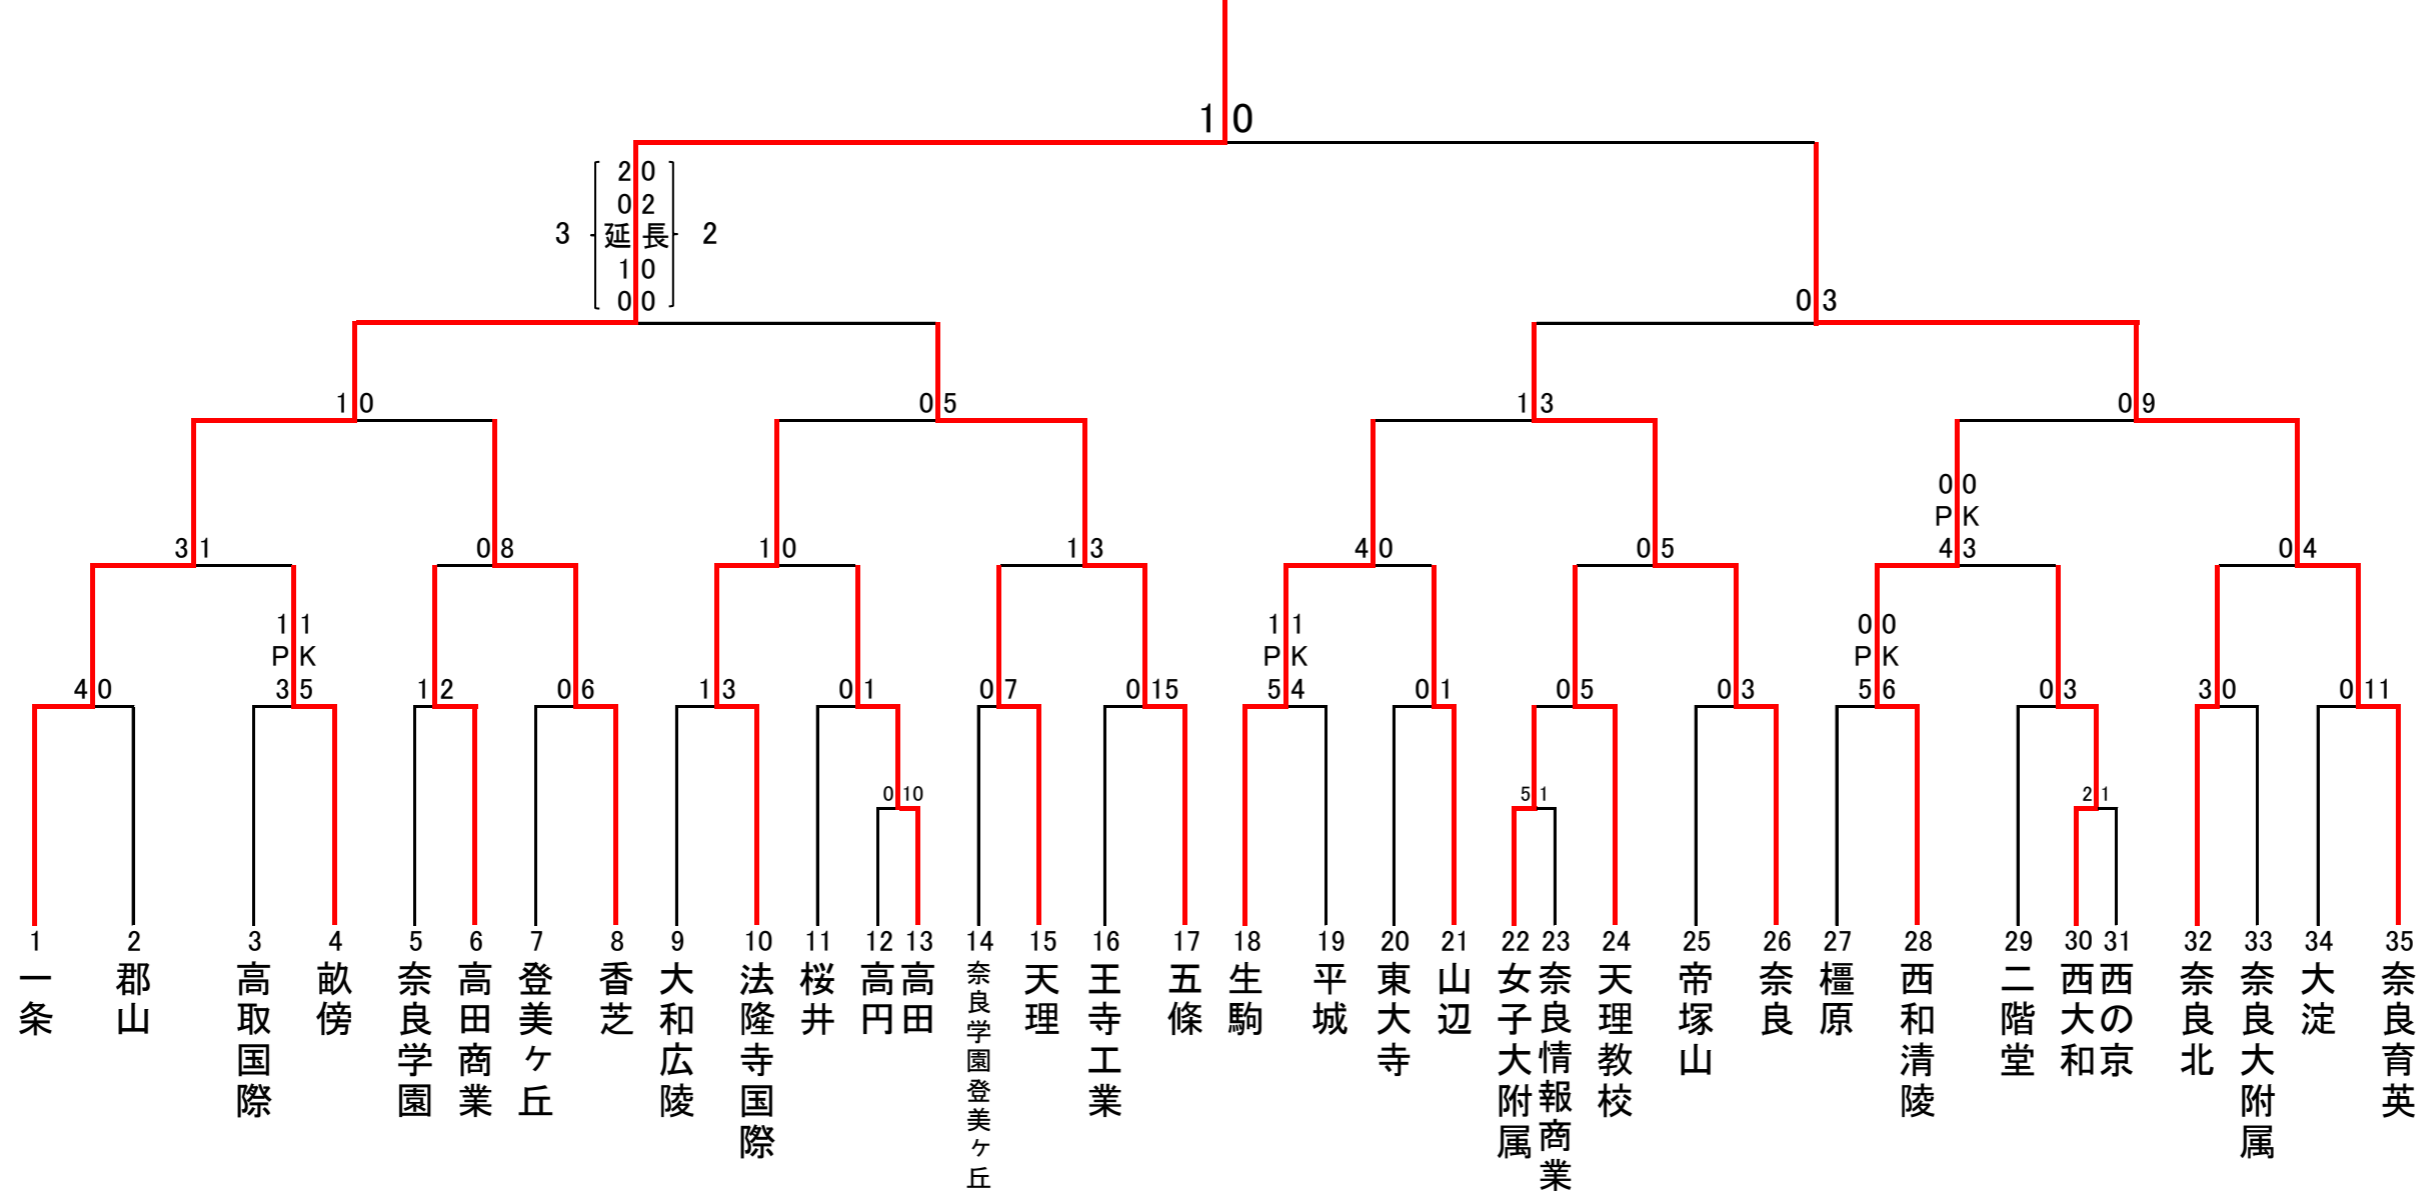 1 0
2 0
0 2
3 延長 2
1 0
0 0
0 3
1 0
0 5
1 3
0 9
0 0
P K
4 3
3 1
0 8
1 0
1 3
4 0
0 5
0 4
1 1
P K
3 5
1 1
P K
5 4
0 0
P K
5 6
4 0
1 2
0 6
1 3
0 1
0 7
0 15
0 1
0 5
0 3
0 3
3 0
0 11
0 10
5 1
2 1
1 一条
2 郡山
3 高取国際
4 畝傍
5 奈良学園
6 高田商業
7 登美ヶ丘
8 香芝
9 大和広陵
10 法隆寺国際
11 桜井
12 高円
13 高田
14 奈良学園登美ヶ丘
15 天理
16 王寺工業
17 五條
18 生駒
19 平城
20 東大寺
21 山辺
22 女子大附属
23 奈良情報商業
24 天理教校
25 帝塚山
26 奈良
27 橿原
28 西和清陵
29 二階堂
30 西大和
31 西の京
32 奈良北
33 奈良大附属
34 大淀
35 奈良育英